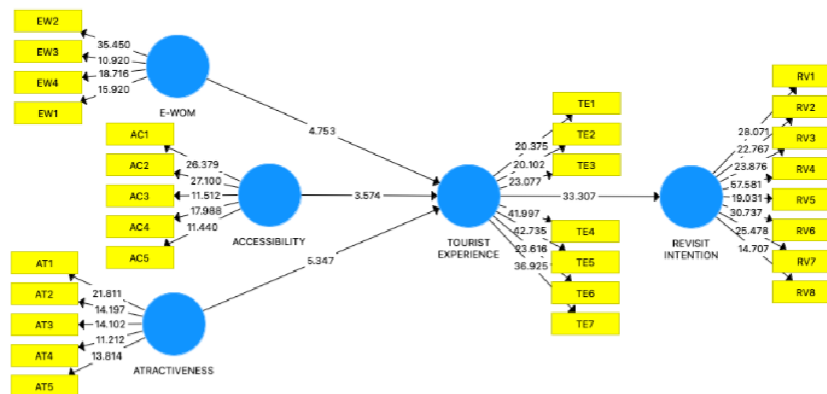 EW2
EW3
EW4
EW1
35.450
10.920
18.716
15.920
E-WOM
4.753
AC1
AC2
AC3
AC4
AC5
26.379
27.100
11.512
17.988
11.440
ACCESSIBILITY
3.574
AT1
AT2
AT3
AT4
AT5
21.811
14.197
14.102
11.212
13.814
ATRACTIVENESS
5.347
TE1
TE2
TE3
20.375
20.102
23.077
TE4
TE5
TE6
TE7
41.997
42.735
23.616
36.925
TOURIST
EXPERIENCE
33.307
RV1
RV2
RV3
RV4
RV5
RV6
RV7
RV8
28.071
22.767
23.876
57.581
19.031
30.737
25.478
14.707
REVISIT
INTENTION